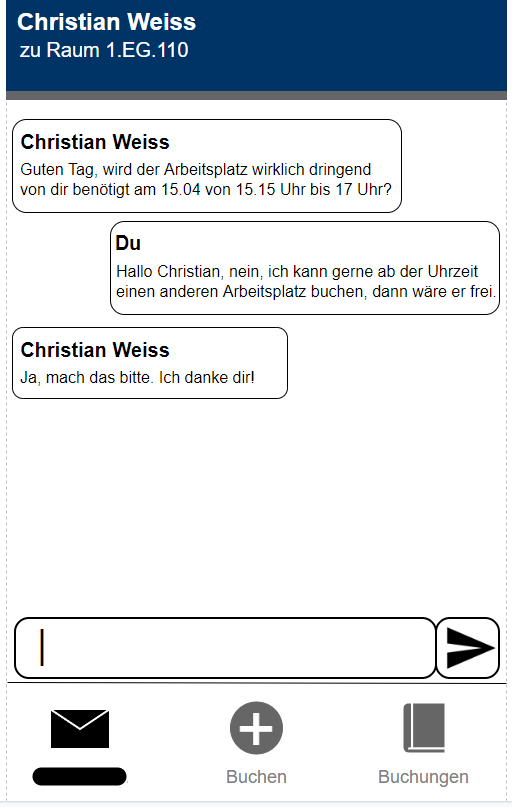 Christian Weiss
zu Raum 1.EG.110
Christian Weiss
Guten Tag, wird der Arbeitsplatz wirklich dringend
von dir benötigt am 15.04 von 15.15 Uhr bis 17 Uhr?
Du
Hallo Christian, nein, ich kann gerne ab der Uhrzeit
einen anderen Arbeitsplatz buchen, dann wäre er frei.
Christian Weiss
Ja, mach das bitte. Ich danke dir!
Buchen
Buchungen